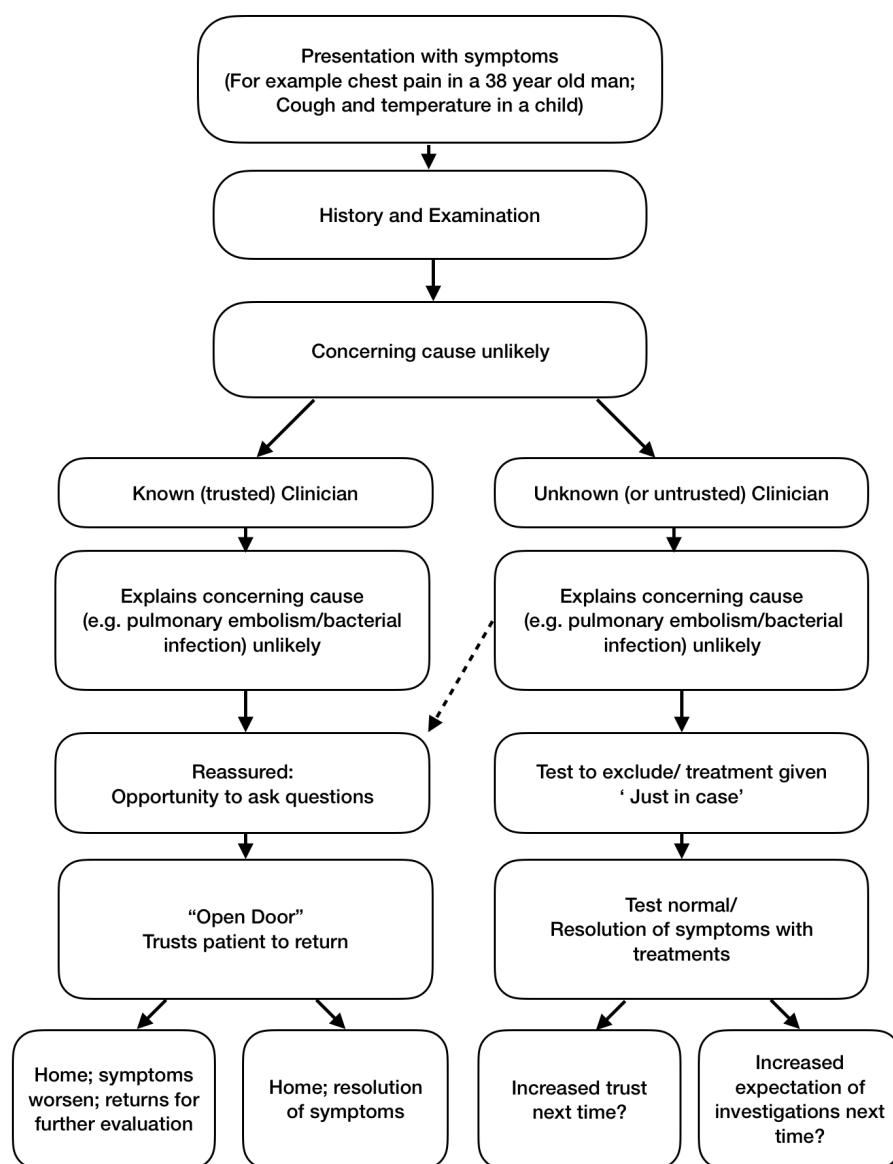 Presentation with symptoms
(For example chest pain in a 38 year old man;
Cough and temperature in a child)
History and Examination
Concerning cause unlikely
Known (trusted) Clinician
Unknown (or untrusted) Clinician
Explains concerning cause
(e.g. pulmonary embolism/bacterial
infection) unlikely
Explains concerning cause
(e.g. pulmonary embolism/bacterial
infection) unlikely
Reassured:
Opportunity to ask questions
Test to exclude/ treatment given
‘ Just in case’
“Open Door”
Trusts patient to return
Test normal/
Resolution of symptoms with
treatments
Home; symptoms
worsen; returns for
further evaluation
Home; resolution
of symptoms
Increased trust
next time?
Increased
expectation of
investigations next
time?